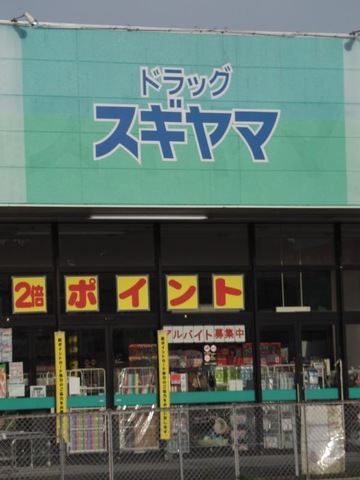 ドラッグ
スギヤマ
2倍 ポイント
アルバイト募集中